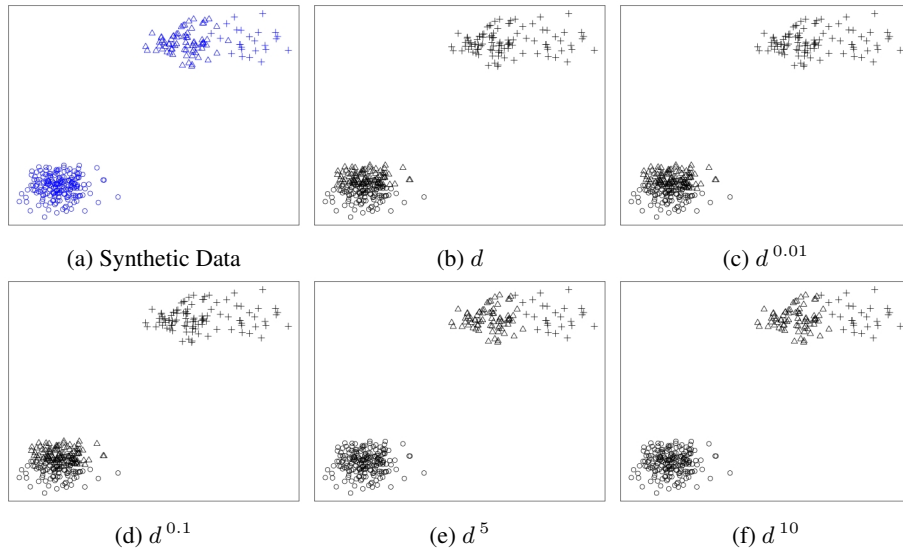 (a) Synthetic Data
(b) d
(c) d^0.01
(d) d^0.1
(e) d^5
(f) d^10